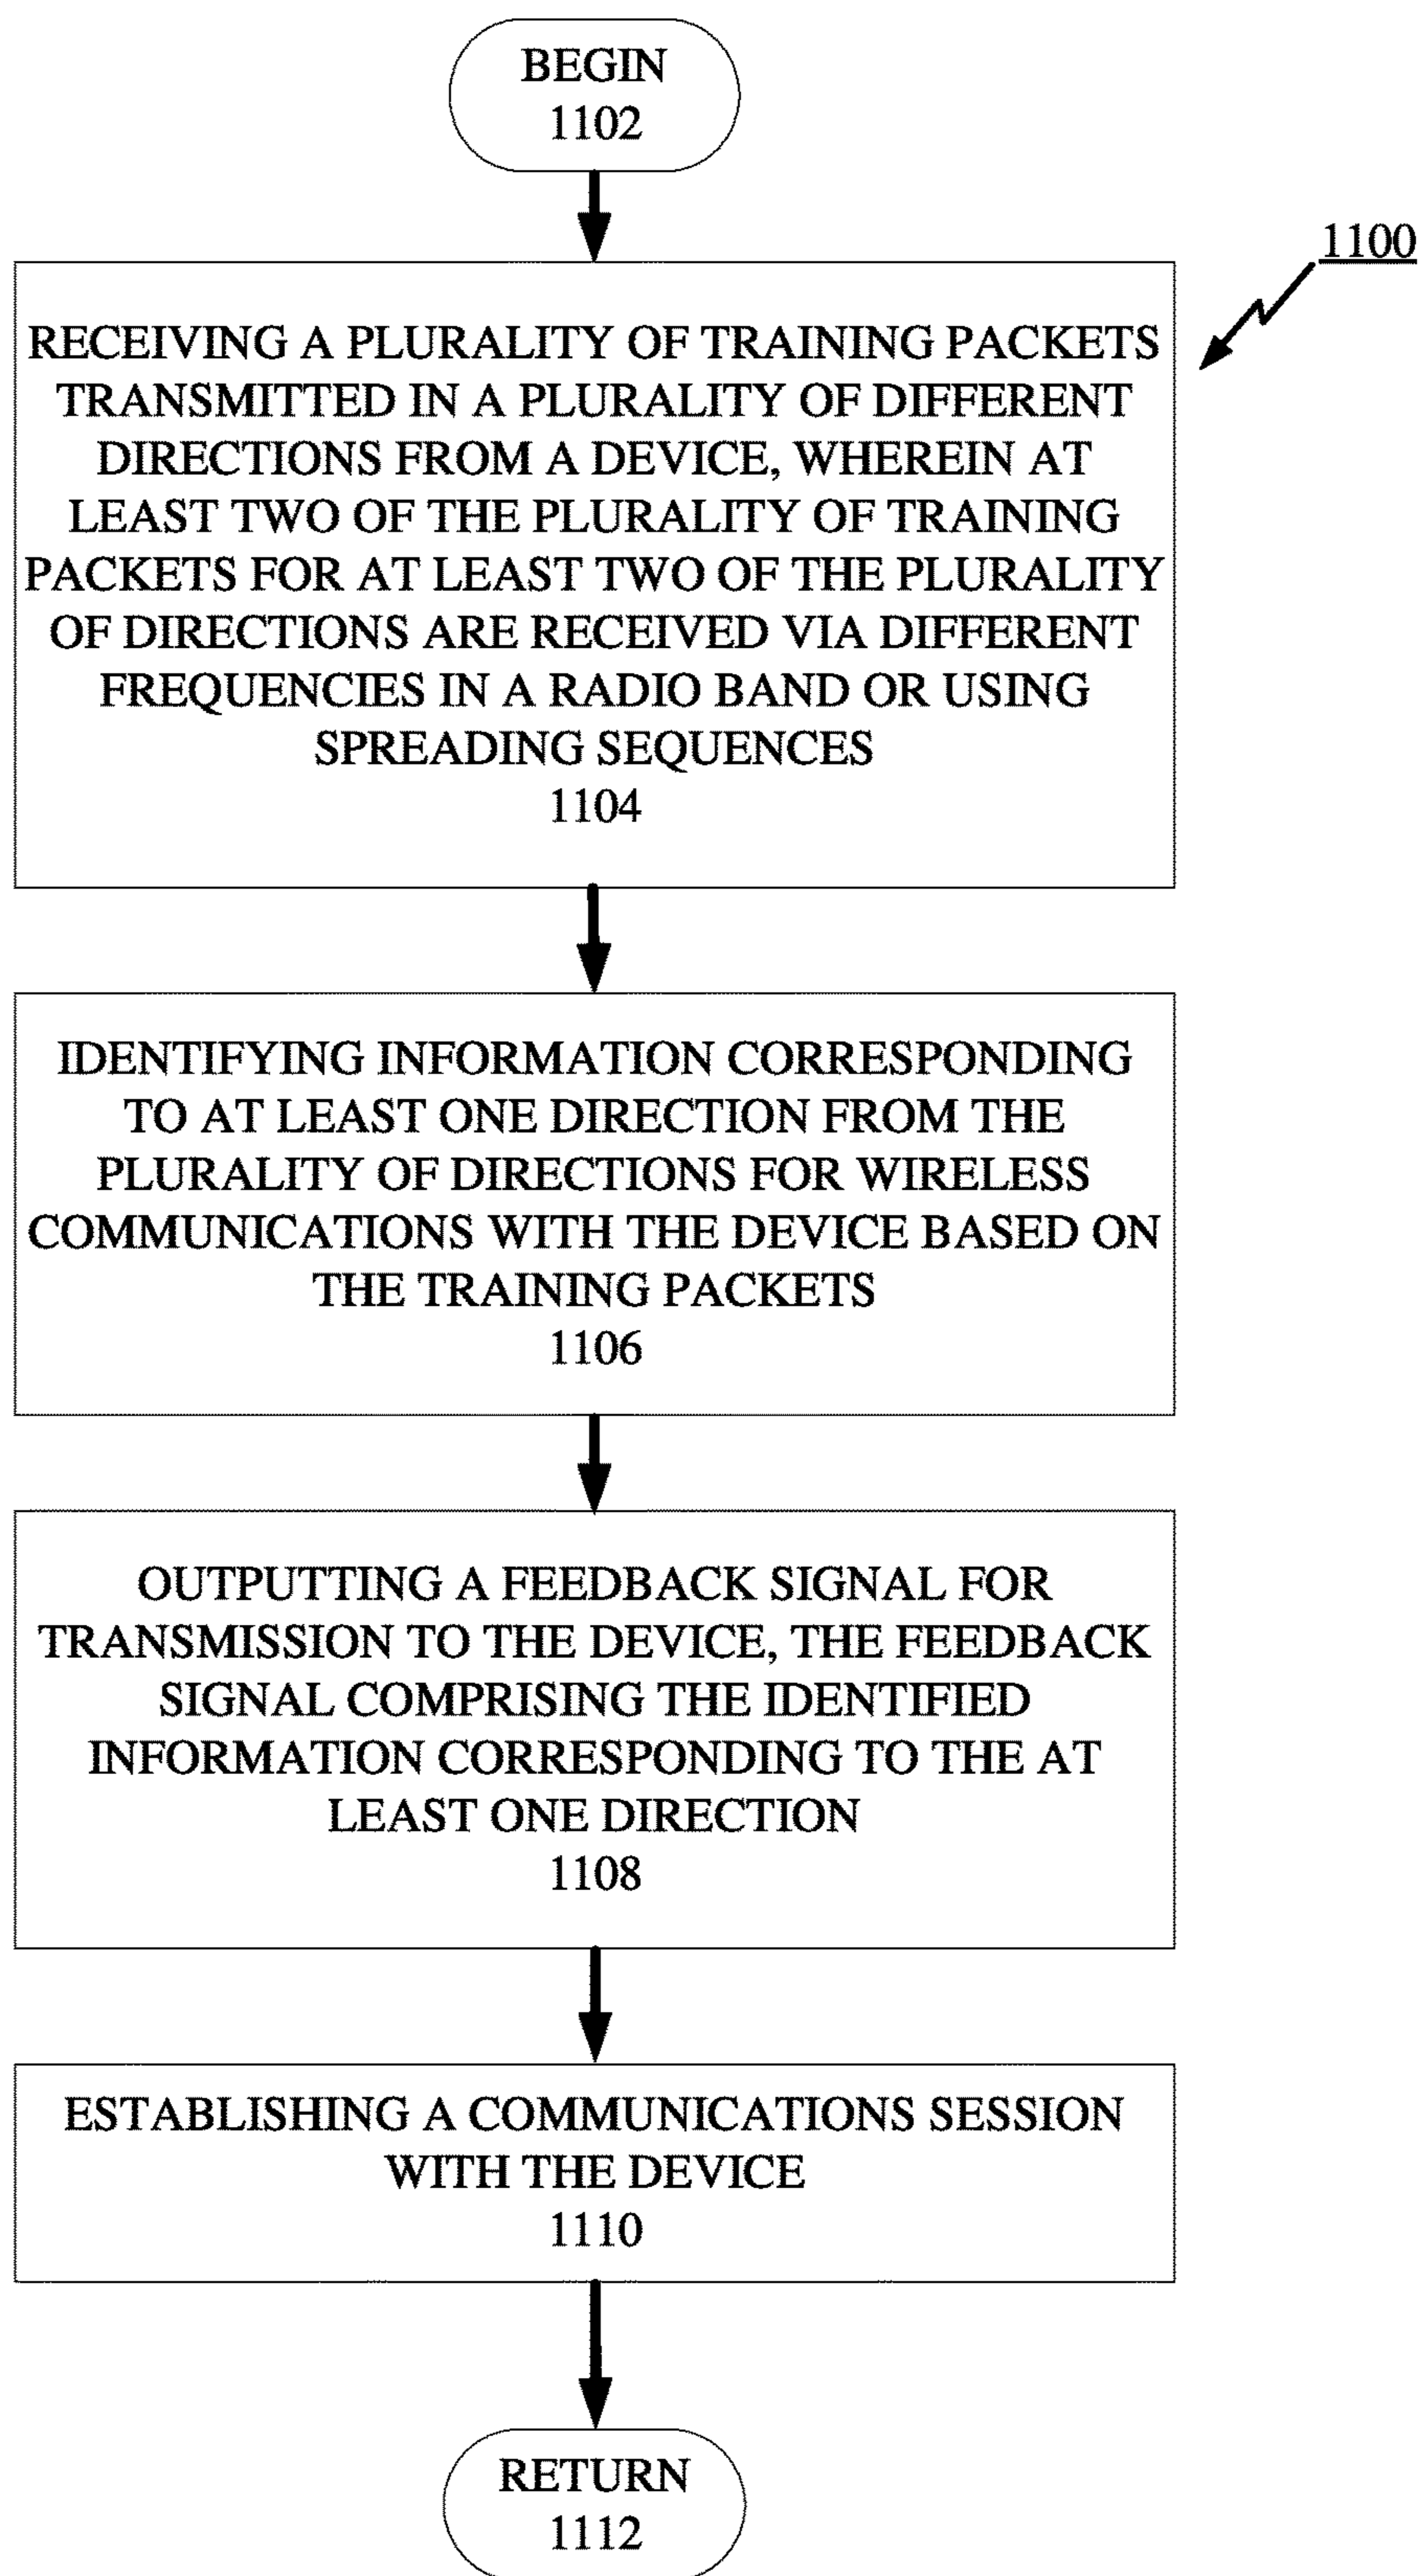 BEGIN
1102
1100
RECEIVING A PLURALITY OF TRAINING PACKETS
TRANSMITTED IN A PLURALITY OF DIFFERENT
DIRECTIONS FROM A DEVICE, WHEREIN AT
LEAST TWO OF THE PLURALITY OF TRAINING
PACKETS FOR AT LEAST TWO OF THE PLURALITY
OF DIRECTIONS ARE RECEIVED VIA DIFFERENT
FREQUENCIES IN A RADIO BAND OR USING
SPREADING SEQUENCES
1104
IDENTIFYING INFORMATION CORRESPONDING
TO AT LEAST ONE DIRECTION FROM THE
PLURALITY OF DIRECTIONS FOR WIRELESS
COMMUNICATIONS WITH THE DEVICE BASED ON
THE TRAINING PACKETS
1106
OUTPUTTING A FEEDBACK SIGNAL FOR
TRANSMISSION TO THE DEVICE, THE FEEDBACK
SIGNAL COMPRISING THE IDENTIFIED
INFORMATION CORRESPONDING TO THE AT
LEAST ONE DIRECTION
1108
ESTABLISHING A COMMUNICATIONS SESSION
WITH THE DEVICE
1110
RETURN
1112